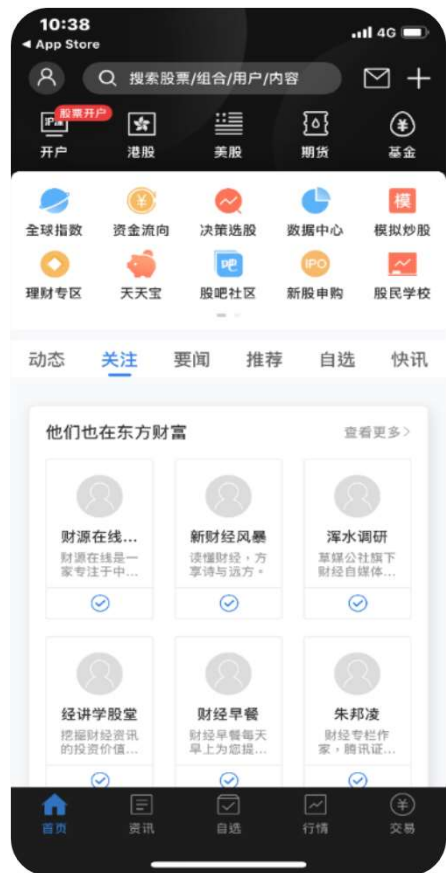 10:38
4G
◀ App Store
搜索股票/组合/用户/内容
股票开户
开户 港股 美股 期货 基金
模
全球指数 资金流向 决策选股 数据中心 模拟炒股
吧 IPO
理财专区 天天宝 股吧社区 新股申购 股民学校
动态 关注 要闻 推荐 自选 快讯
他们也在东方财富 查看更多>
财源在线... 新财经风暴 浑水调研
财源在线是一 读懂财经，方 草媒公社旗下
家专注于中... 享诗与远方。 财经自媒体...
经讲学股堂 财经早餐 朱邦凌
挖掘财经资讯 财经早餐每天 财经专栏作
的投资价值... 早上为您提... 家，腾讯证...
首页 资讯 自选 行情 交易